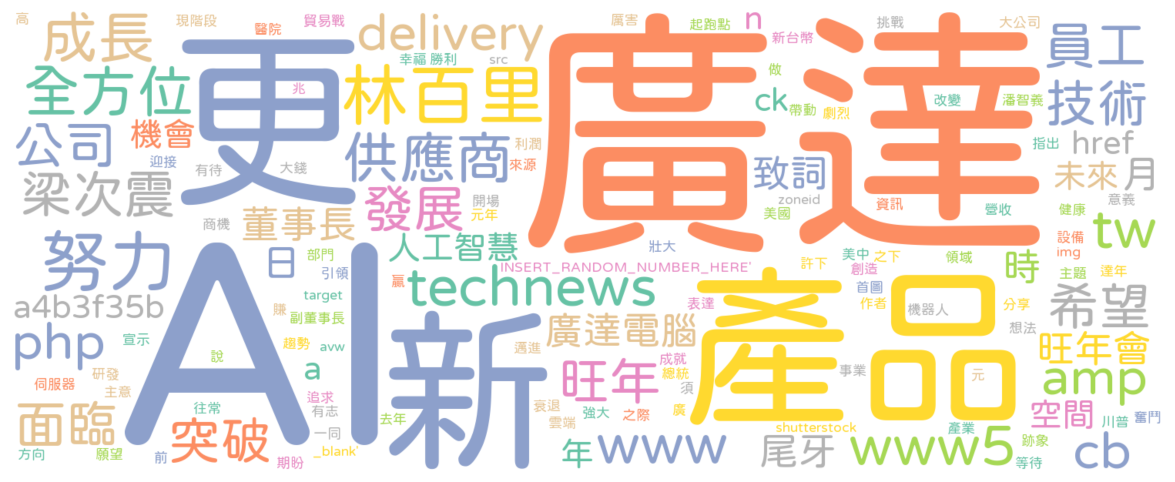 高
現階段
醫院
貿易戰
成長
delivery
幸福
勝利
src
全方位
更
林百里
兆
廣達
厲害
起跑點
n
新台幣
挑戰
大公司
做
ck
帶動
劇烈
改變
潘智義
員工
技術
公司
機會
迎接
有待
大錢
供應商
利潤
來源
致詞
zoneid
美國
指出
href
未來
月
資訊
營收
健康
意義
梁次震
商機
董事長
發展
開場
元年
tw
努力
日
部門
引領
人工智慧
壯大
INSERT_RANDOM_NUMBER_HERE'
許下
美中
之下
創造
首圖
作者
領域
時
設備
img
主題
達年
a4b3f35b
target
賺
副董事長
贏
technews
表達
產品
機器人
分享
想法
希望
php
宣示
AI
趨勢
avw
說
a
新
廣達電腦
邁進
旺年
成就
總統
須
事業
元
旺年會
伺服器
研發
主意
追求
有志
往常
面臨
突破
一同
_blank'
去年
衰退
雲端
強大
之際
廣
shutterstock
amp
空間
川普
奮鬥
產業
跡象
方向
願望
前
期盼
年
www
尾牙
www5
等待
cb